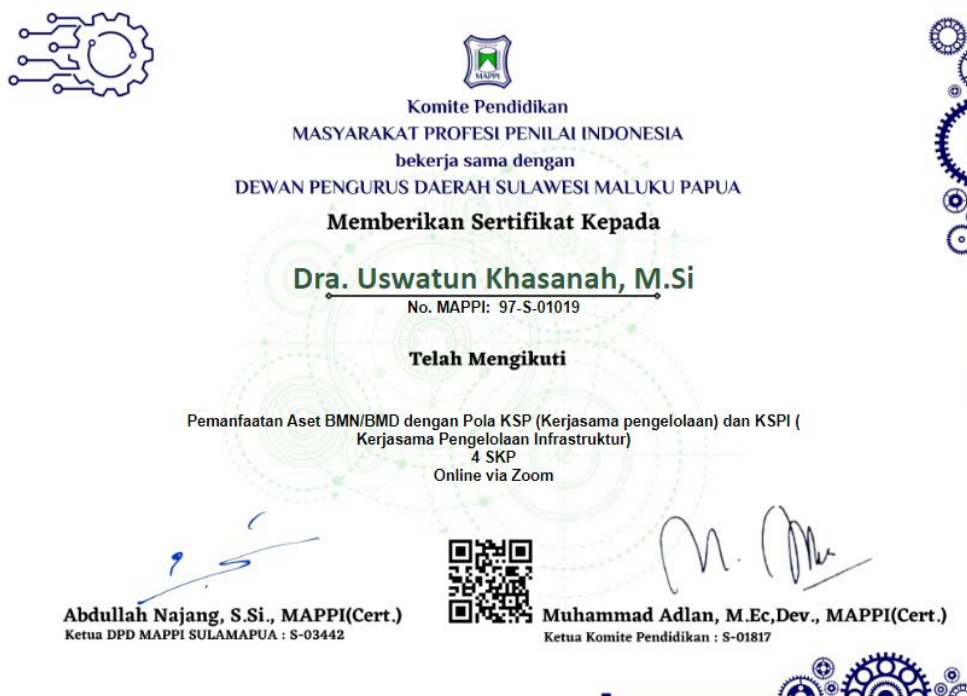 MAPPI
Komite Pendidikan
MASYARAKAT PROFESI PENILAI INDONESIA
bekerja sama dengan
DEWAN PENGURUS DAERAH SULAWESI MALUKU PAPUA
Memberikan Sertifikat Kepada
Dra. Uswatun Khasanah, M.Si
No. MAPPI: 97-S-01019
Telah Mengikuti
Pemanfaatan Aset BMN/BMD dengan Pola KSP (Kerjasama pengelolaan) dan KSPI (
Kerjasama Pengelolaan Infrastruktur)
4 SKP
Online via Zoom
Abdullah Najang, S.Si., MAPPI(Cert.)
Ketua DPD MAPPI SULAMAPUA : S-03442
Muhammad Adlan, M.Ec,Dev., MAPPI(Cert.)
Ketua Komite Pendidikan : S-01817